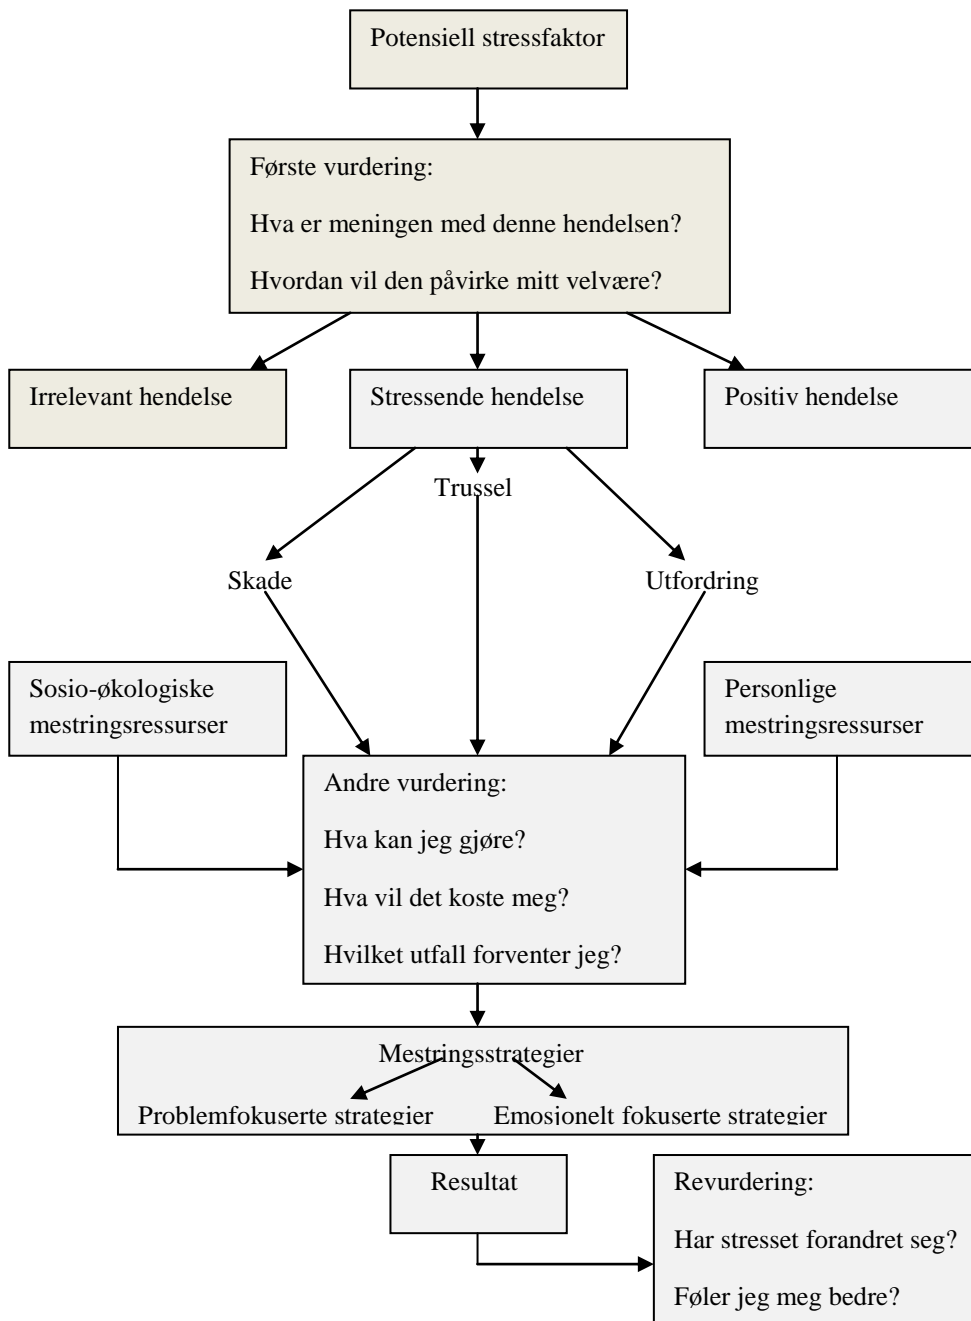 Potensiell stressfaktor
Første vurdering:
Hva er meningen med denne hendelsen?
Hvordan vil den påvirke mitt velvære?
Irrelevant hendelse
Stressende hendelse
Positiv hendelse
Trussel
Skade
Utfordring
Sosio-økologiske
mestringsressurser
Personlige
mestringsressurser
Andre vurdering:
Hva kan jeg gjøre?
Hva vil det koste meg?
Hvilket utfall forventer jeg?
Mestringsstrategier
Problemfokuserte strategier
Emosjonelt fokuserte strategier
Resultat
Revurdering:
Har stresset forandret seg?
Føler jeg meg bedre?